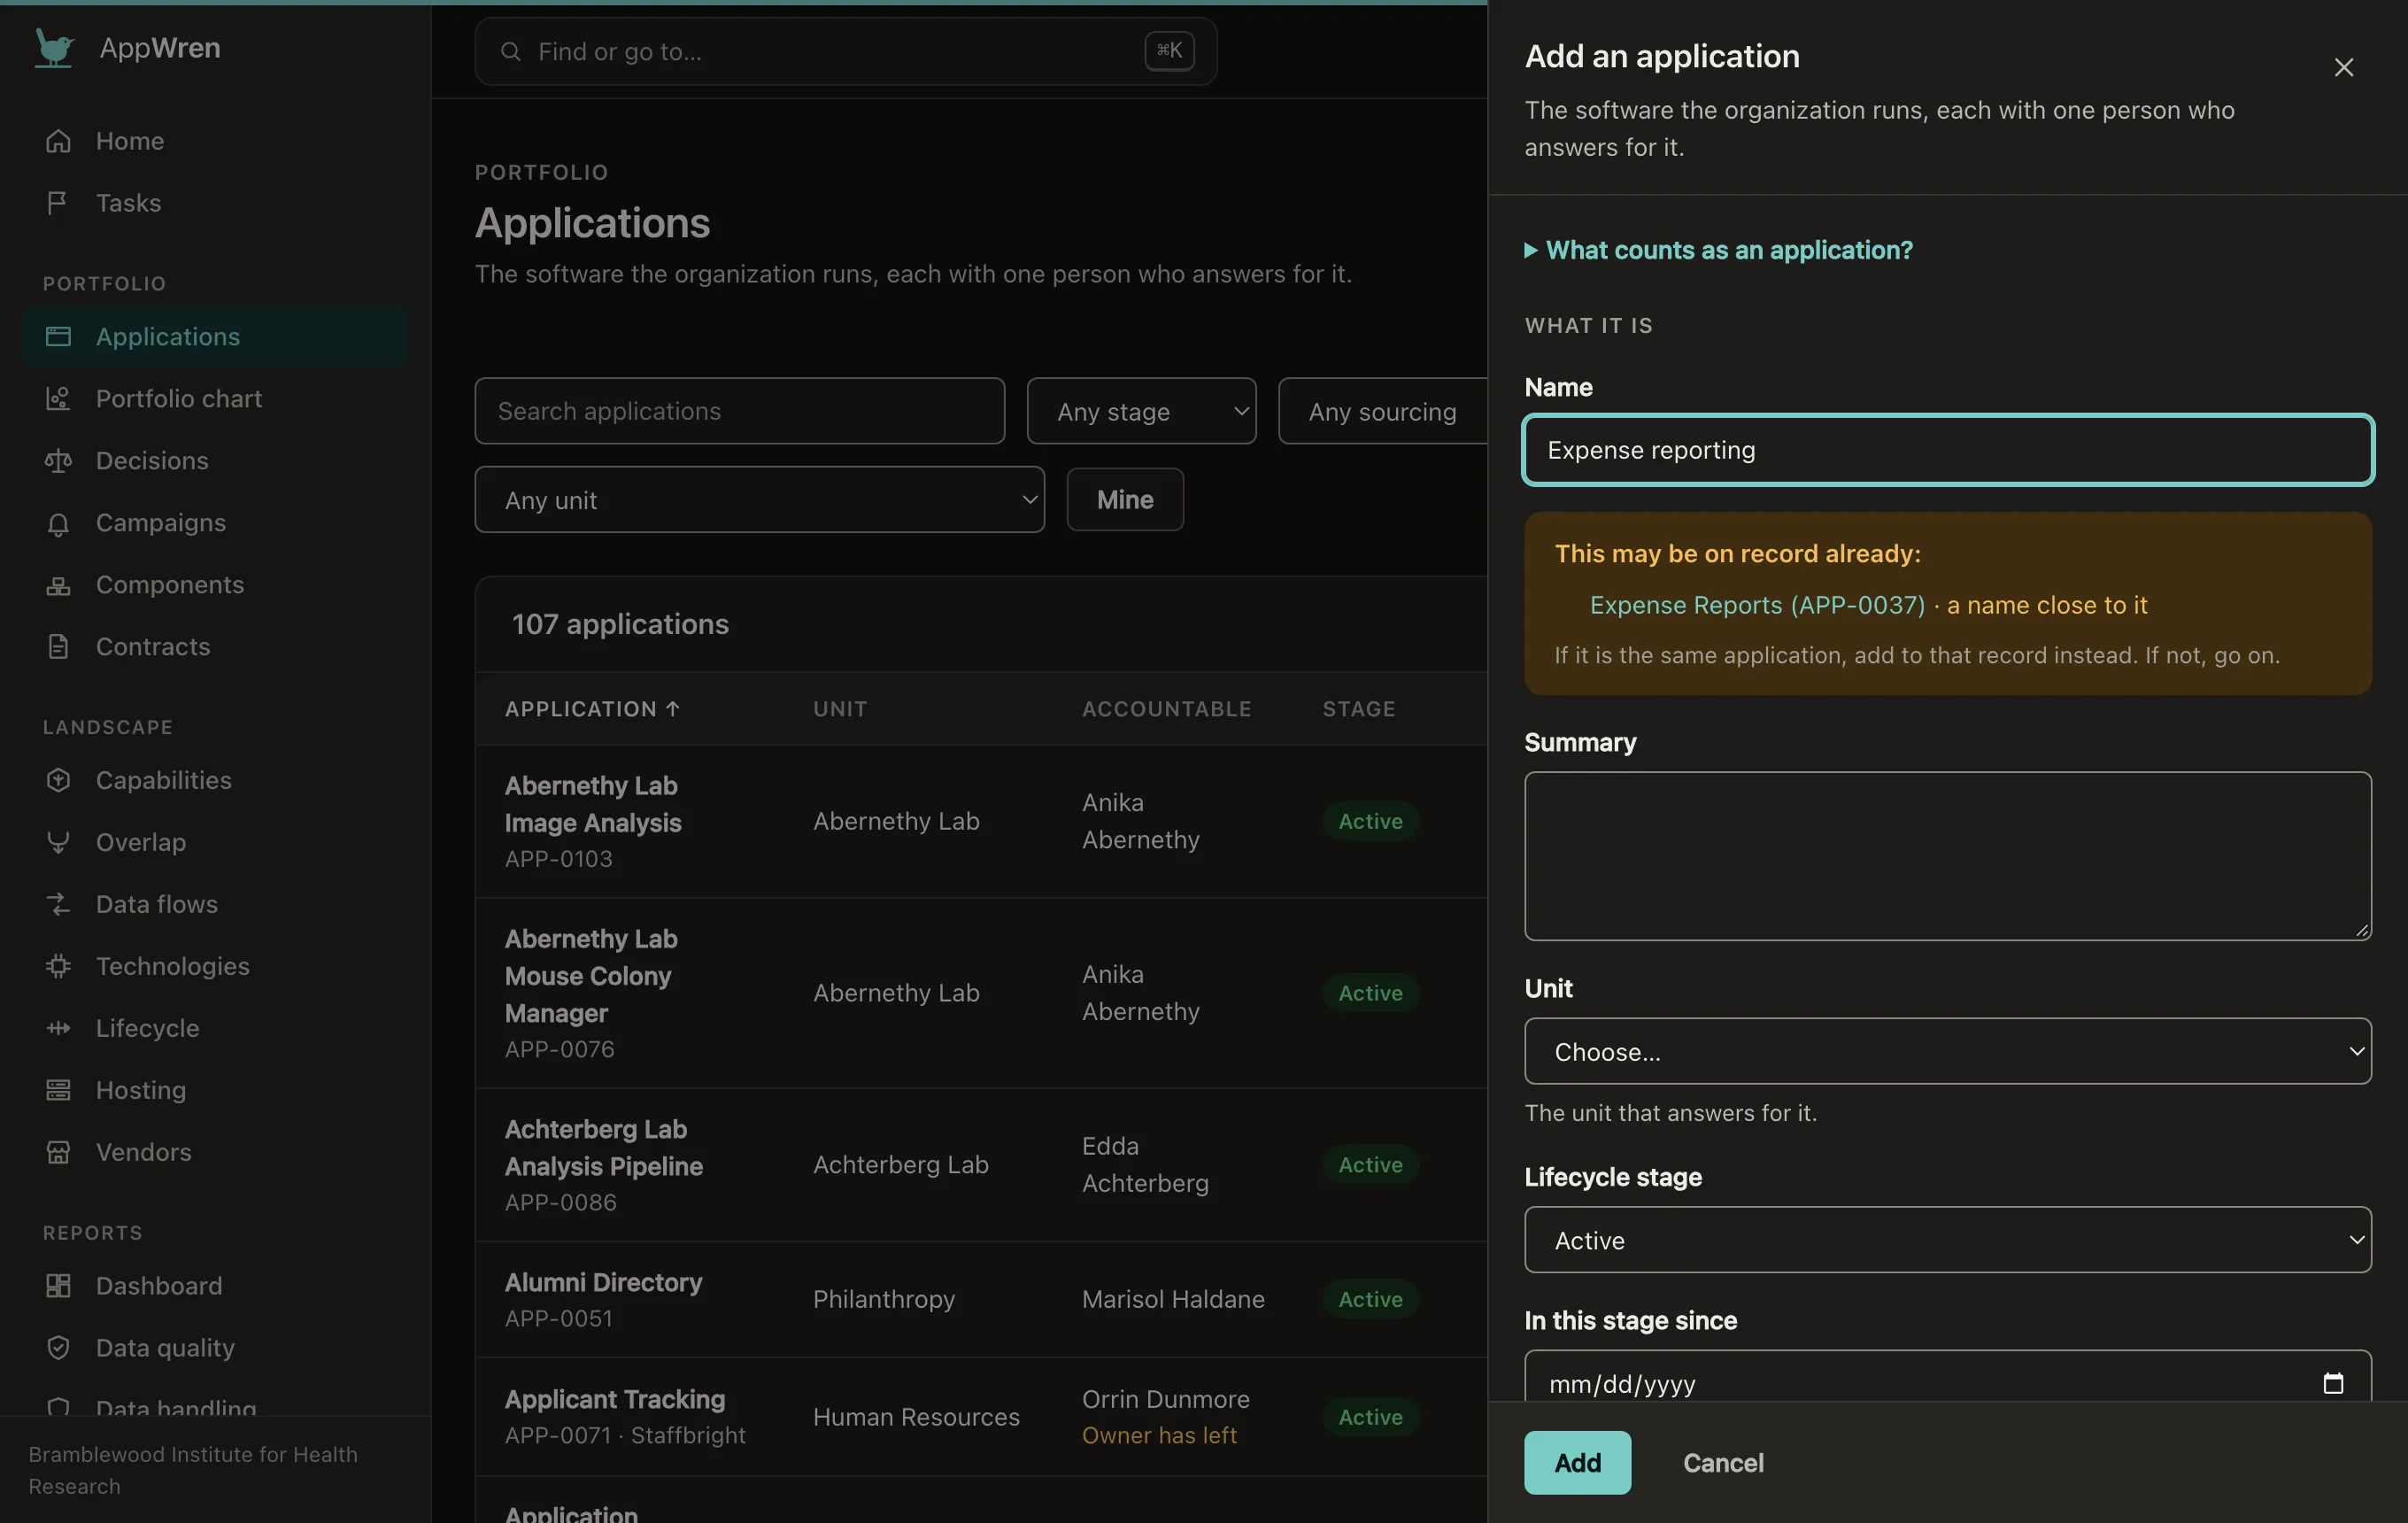 AppWren
Home
Tasks
PORTFOLIO
Applications
Portfolio chart
Decisions
Campaigns
Components
Contracts
LANDSCAPE
Capabilities
Overlap
Data flows
Technologies
Lifecycle
Hosting
Vendors
REPORTS
Dashboard
Data quality
Data handling
Bramblewood Institute for Health
Research
Find or go to...
⌘K
PORTFOLIO
Applications
The software the organization runs, each with one person who answers for it.
Search applications
Any stage
Any sourcing
Any unit
Mine
107 applications
APPLICATION ↑ UNIT ACCOUNTABLE STAGE
Abernethy Lab
Image Analysis
APP-0103
Abernethy Lab
Anika
Abernethy
Active
Abernethy Lab
Mouse Colony
Manager
APP-0076
Abernethy Lab
Anika
Abernethy
Active
Achterberg Lab
Analysis Pipeline
APP-0086
Achterberg Lab
Edda
Achterberg
Active
Alumni Directory
APP-0051
Philanthropy
Marisol Haldane
Active
Applicant Tracking
APP-0071 · Staffbright
Human Resources
Orrin Dunmore
Owner has left
Active
Application
Add an application
The software the organization runs, each with one person who
answers for it.
What counts as an application?
WHAT IT IS
Name
Expense reporting
This may be on record already:
Expense Reports (APP-0037) · a name close to it
If it is the same application, add to that record instead. If not, go on.
Summary
Unit
Choose...
The unit that answers for it.
Lifecycle stage
Active
In this stage since
mm/dd/yyyy
Add
Cancel